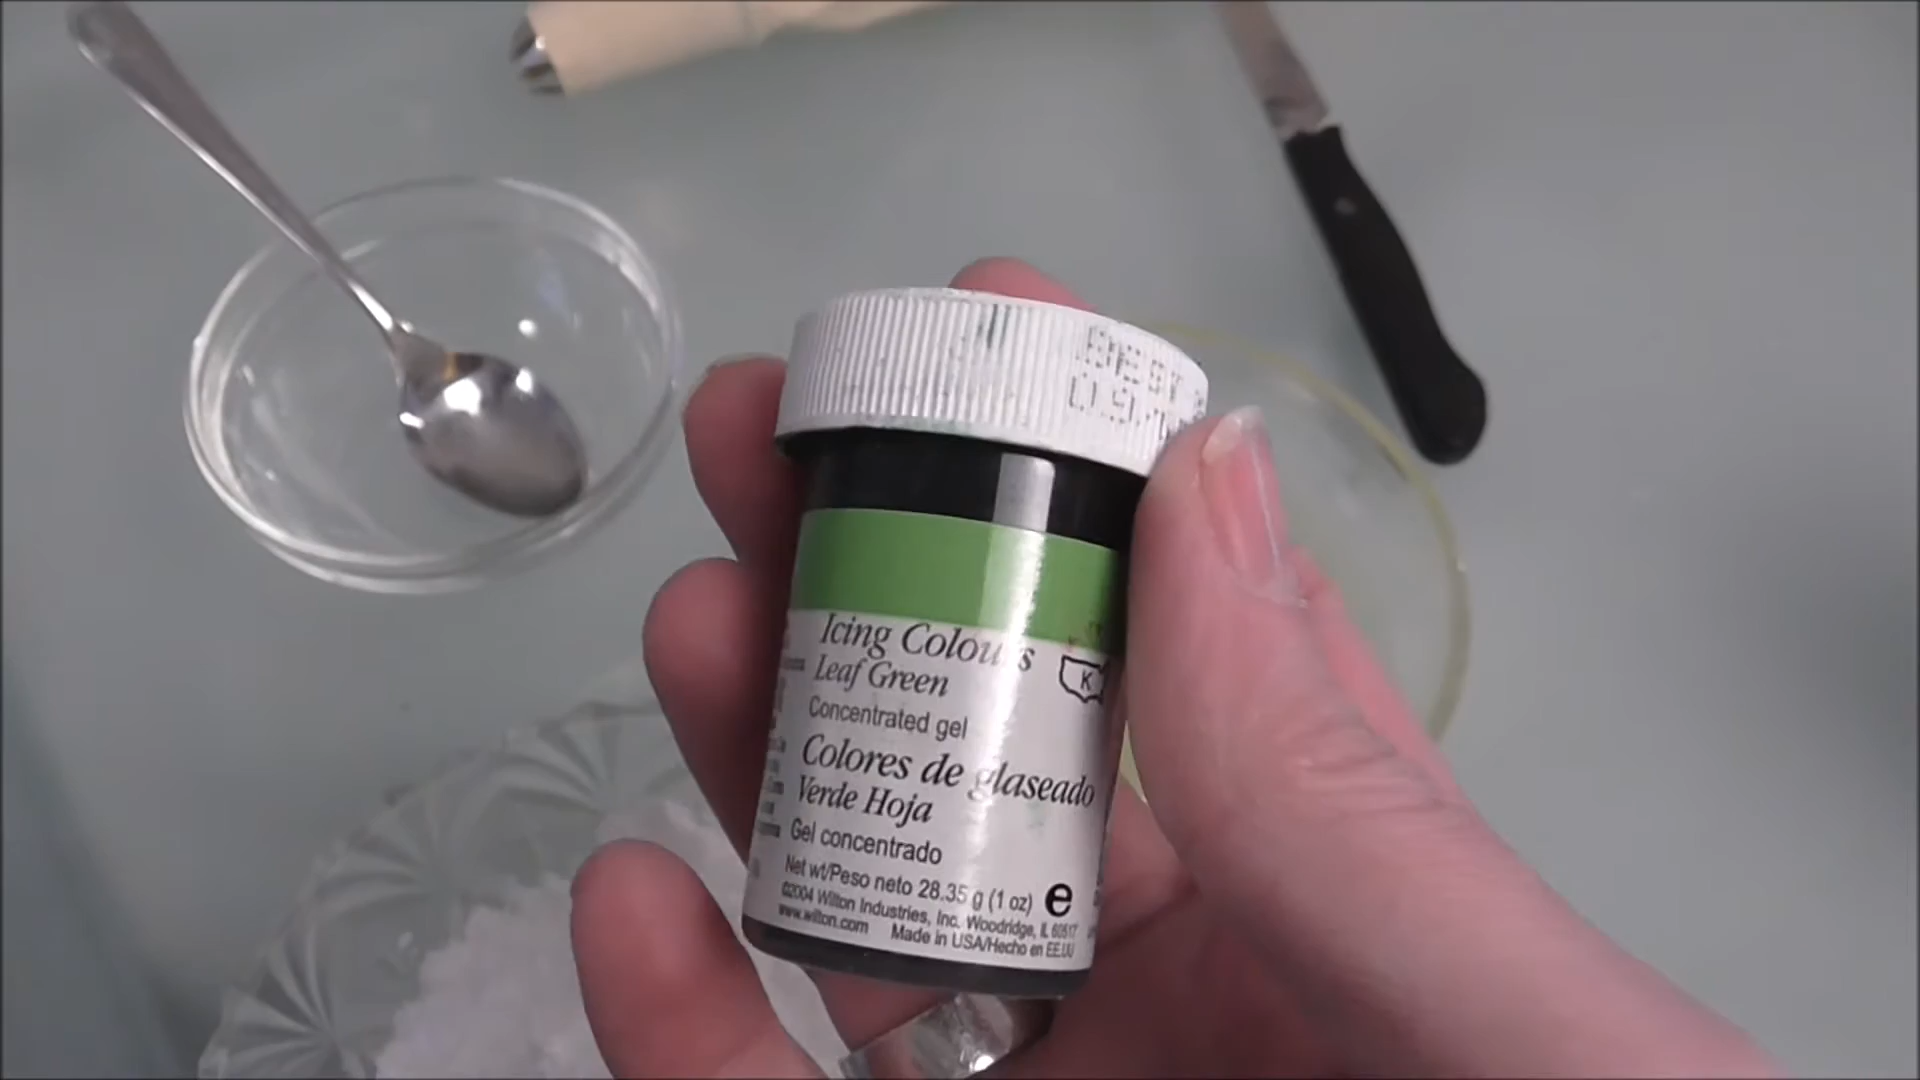 Icing Colours
Leaf Green
K
Concentrated gel
Colores de glaseado
Verde Hoja
Gel concentrado
Net wt/Peso neto 28.35 g (1 oz) e
©2004 Wilton Industries, Inc. Woodridge, IL 60517
www.wilton.com Made in USA/Hecho en EE.UU